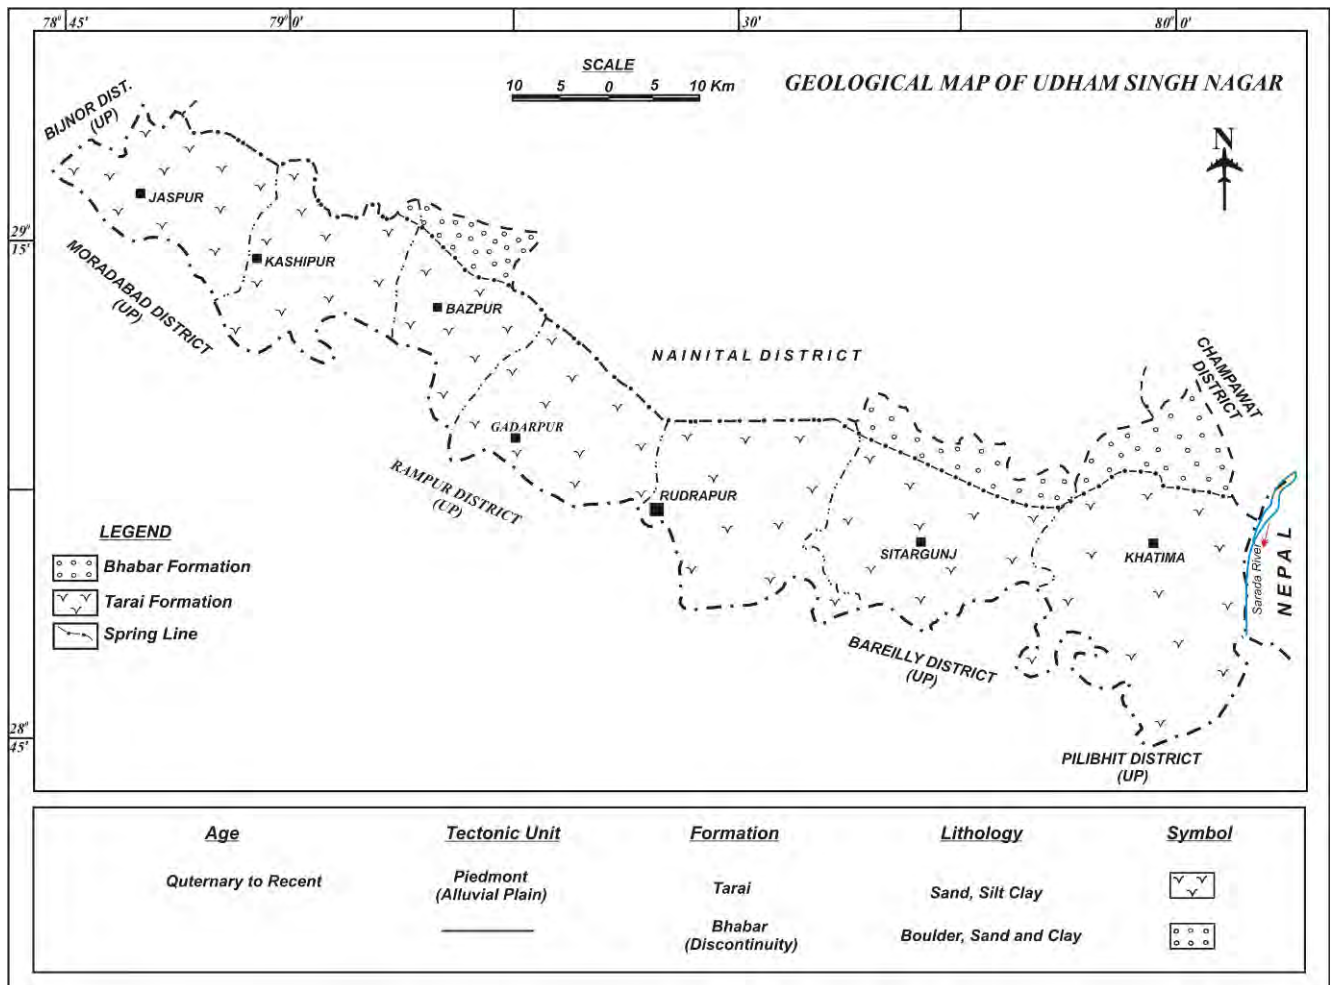 78° 45'
79° 0'
30'
80° 0'
SCALE
10 5 0 5 10 Km
GEOLOGICAL MAP OF UDHAM SINGH NAGAR
N
BIJNOR DIST.
(UP)
JASPUR
29°
15'
KASHIPUR
MORADABAD DISTRICT
(UP)
BAZPUR
NAINITAL DISTRICT
CHAMPAWAT
DISTRICT
GADARPUR
RAMPUR DISTRICT
(UP)
RUDRAPUR
SITARGUNJ
KHATIMA
Sarada River
NEPAL
LEGEND
Bhabar Formation
Tarai Formation
Spring Line
BAREILLY DISTRICT
(UP)
28°
45'
PILIBHIT DISTRICT
(UP)
Age Tectonic Unit Formation Lithology Symbol
Quternary to Recent Piedmont
(Alluvial Plain) Tarai Sand, Silt Clay
Bhabar
(Discontinuity) Boulder, Sand and Clay